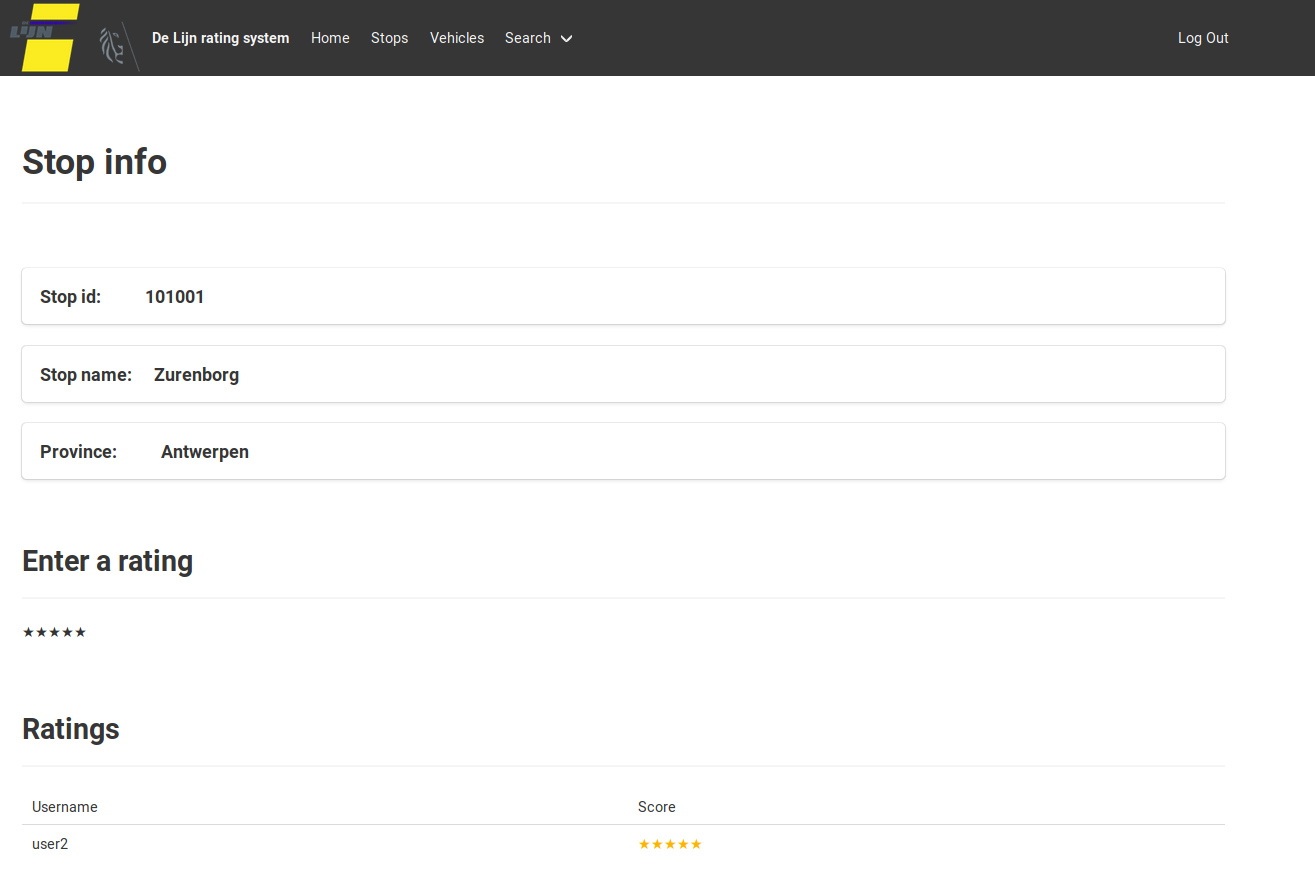 LIJN
De Lijn rating system Home Stops Vehicles Search Log Out
Stop info
Stop id: 101001
Stop name: Zurenborg
Province: Antwerpen
Enter a rating
★★★★★
Ratings
Username Score
user2 ★★★★★